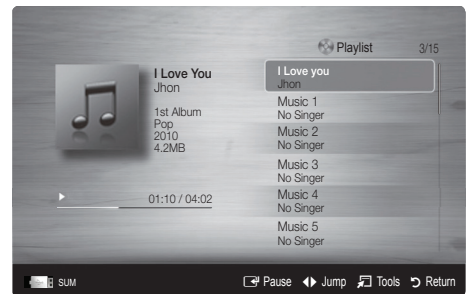 Playlist 3/15
I Love You
Jhon
1st Album
Pop
2010
4.2MB
01:10 / 04:02
I Love you
Jhon
Music 1
No Singer
Music 2
No Singer
Music 3
No Singer
Music 4
No Singer
Music 5
No Singer
SUM
Pause Jump Tools Return